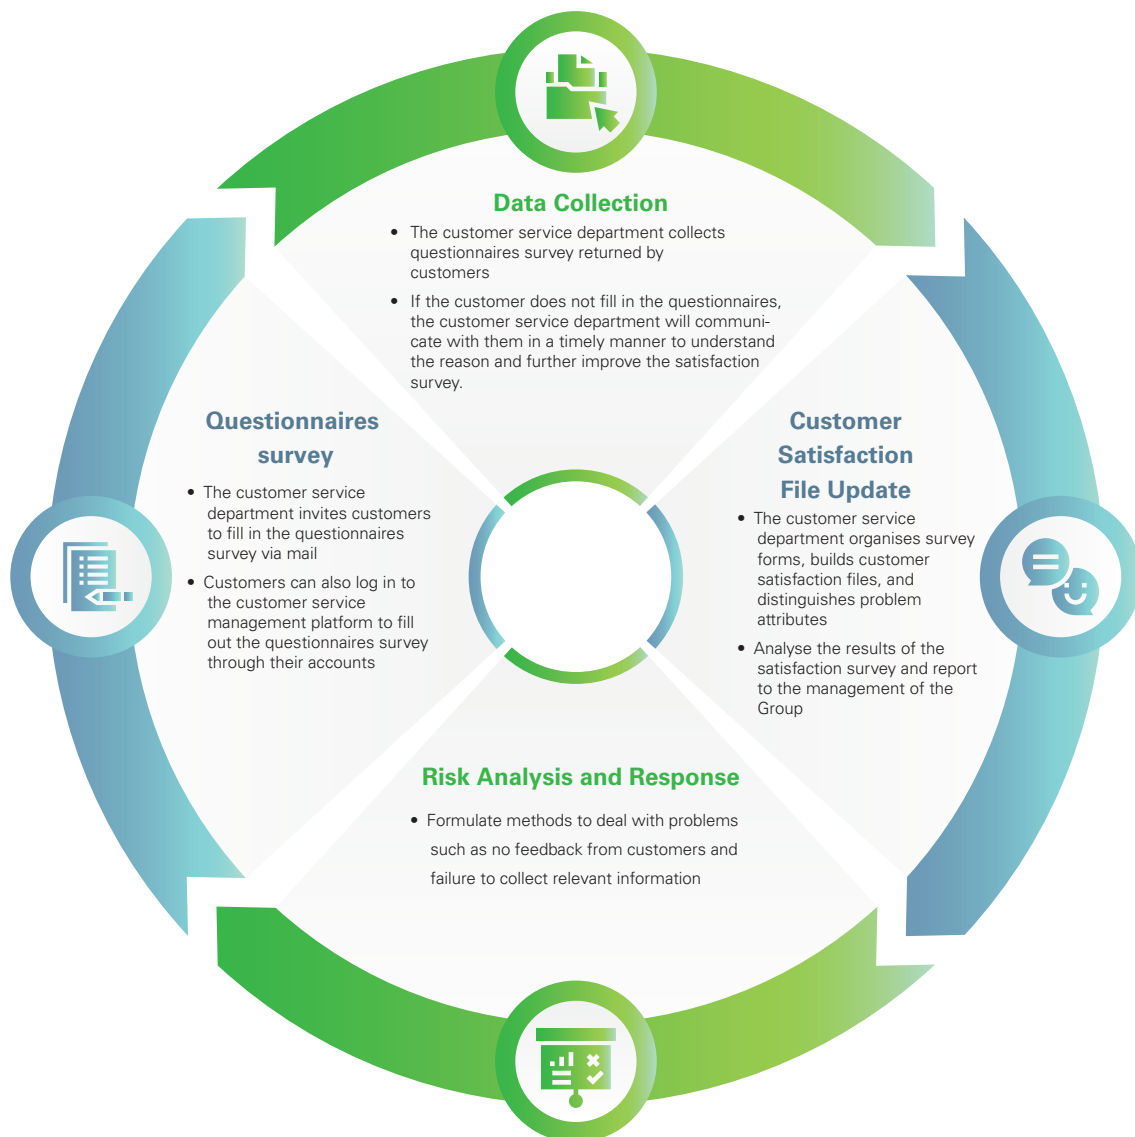 Data Collection
• The customer service department collects
questionnaires survey returned by
customers
• If the customer does not fill in the questionnaires,
the customer service department will communi-
cate with them in a timely manner to understand
the reason and further improve the satisfaction
survey.
Questionnaires
survey
• The customer service
department invites customers
to fill in the questionnaires
survey via mail
• Customers can also log in to
the customer service
management platform to fill
out the questionnaires survey
through their accounts
Customer
Satisfaction
File Update
• The customer service
department organises survey
forms, builds customer
satisfaction files, and
distinguishes problem
attributes
• Analyse the results of the
satisfaction survey and report
to the management of the
Group
Risk Analysis and Response
• Formulate methods to deal with problems
such as no feedback from customers and
failure to collect relevant information